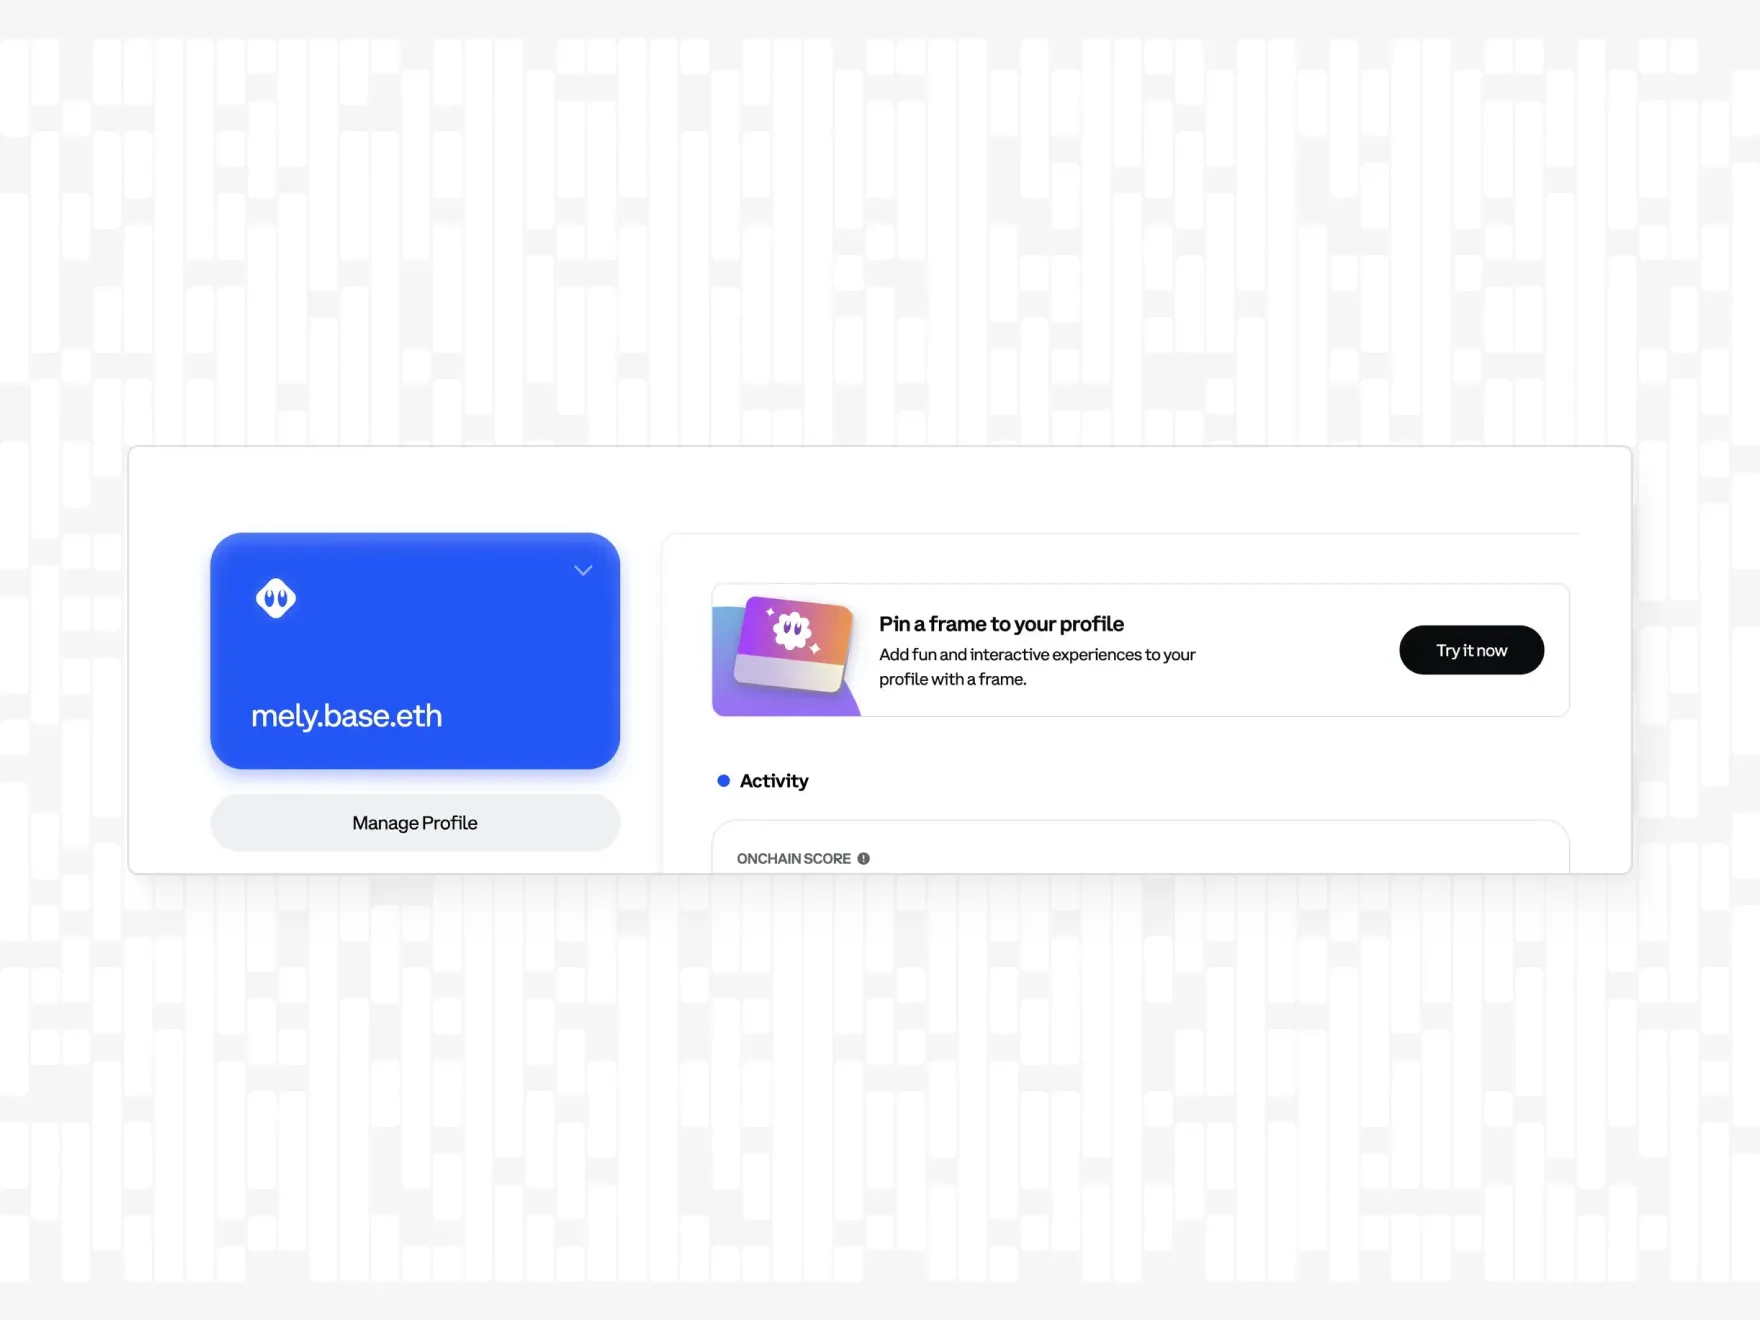 mely.base.eth
Manage Profile
Pin a frame to your profile
Add fun and interactive experiences to your
profile with a frame.
Try it now
Activity
ONCHAIN SCORE